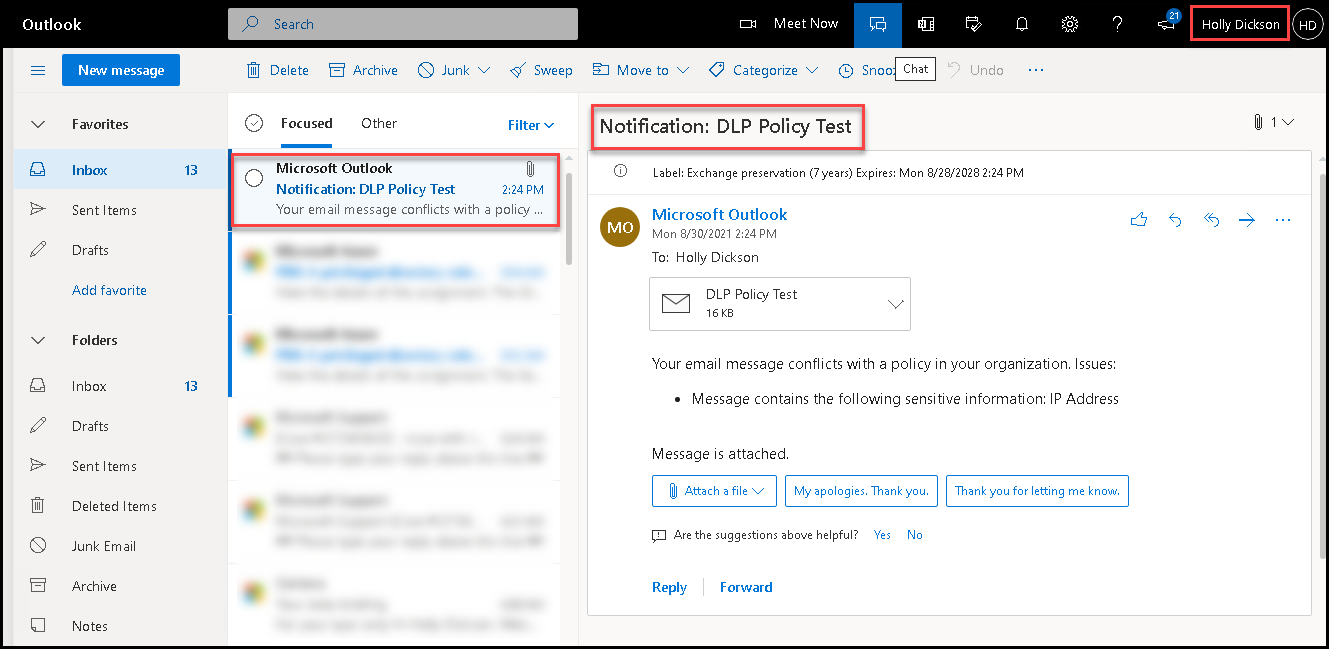 Outlook
Search
Meet Now
21
Holly Dickson
HD
New message
Delete
Archive
Junk
Sweep
Move to
Categorize
Snooz
Chat
Undo
Favorites
Inbox 13
Sent Items
Drafts
Add favorite
Folders
Inbox 13
Drafts
Sent Items
Deleted Items
Junk Email
Archive
Notes
Focused
Other
Filter
Microsoft Outlook
Notification: DLP Policy Test 2:24 PM
Your email message conflicts with a policy ...
Notification: DLP Policy Test
1
Label: Exchange preservation (7 years) Expires: Mon 8/28/2028 2:24 PM
MO
Microsoft Outlook
Mon 8/30/2021 2:24 PM
To: Holly Dickson
DLP Policy Test
16 KB
Your email message conflicts with a policy in your organization. Issues:
• Message contains the following sensitive information: IP Address
Message is attached.
Attach a file
My apologies. Thank you.
Thank you for letting me know.
Are the suggestions above helpful? Yes No
Reply
Forward